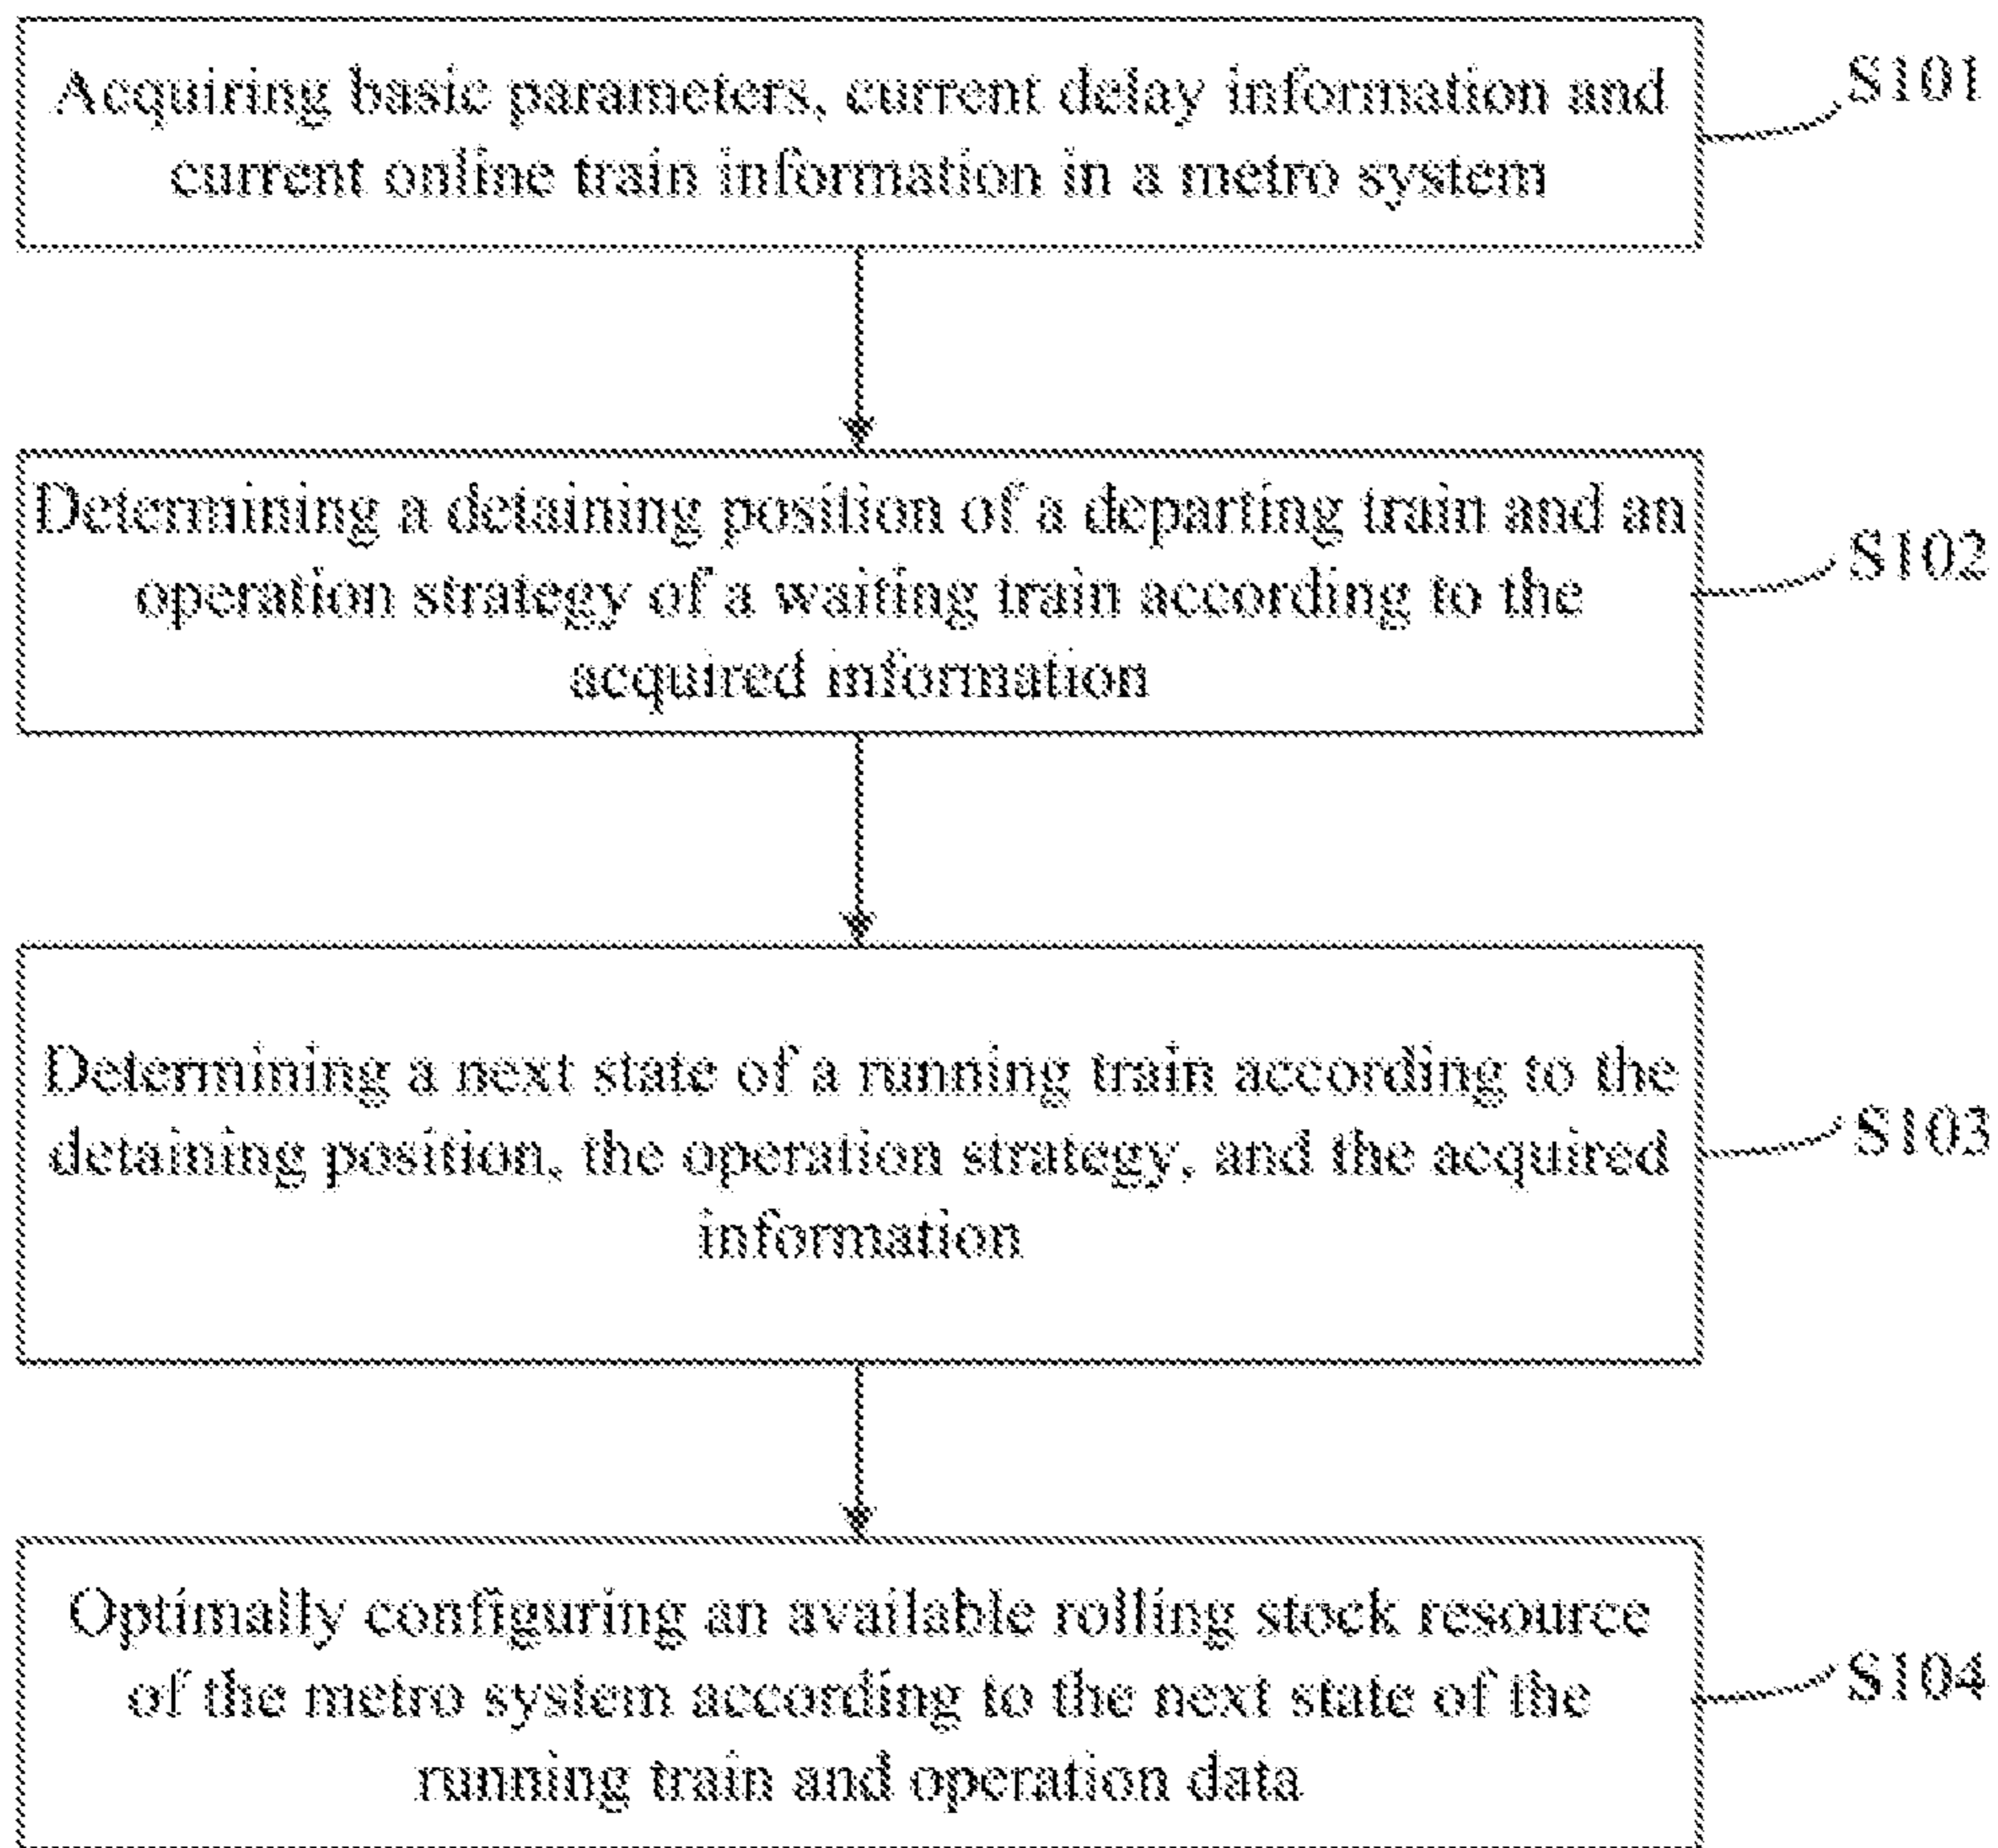 Acquiring basic parameters, current delay information and
current online train information in a metro system
S101
Determining a detaining position of a departing train and an
operation strategy of a waiting train according to the
acquired information
S102
Determining a next state of a running train according to the
detaining position, the operation strategy, and the acquired
information
S103
Optimally configuring an available rolling stock resource
of the metro system according to the next state of the
running train and operation data
S104